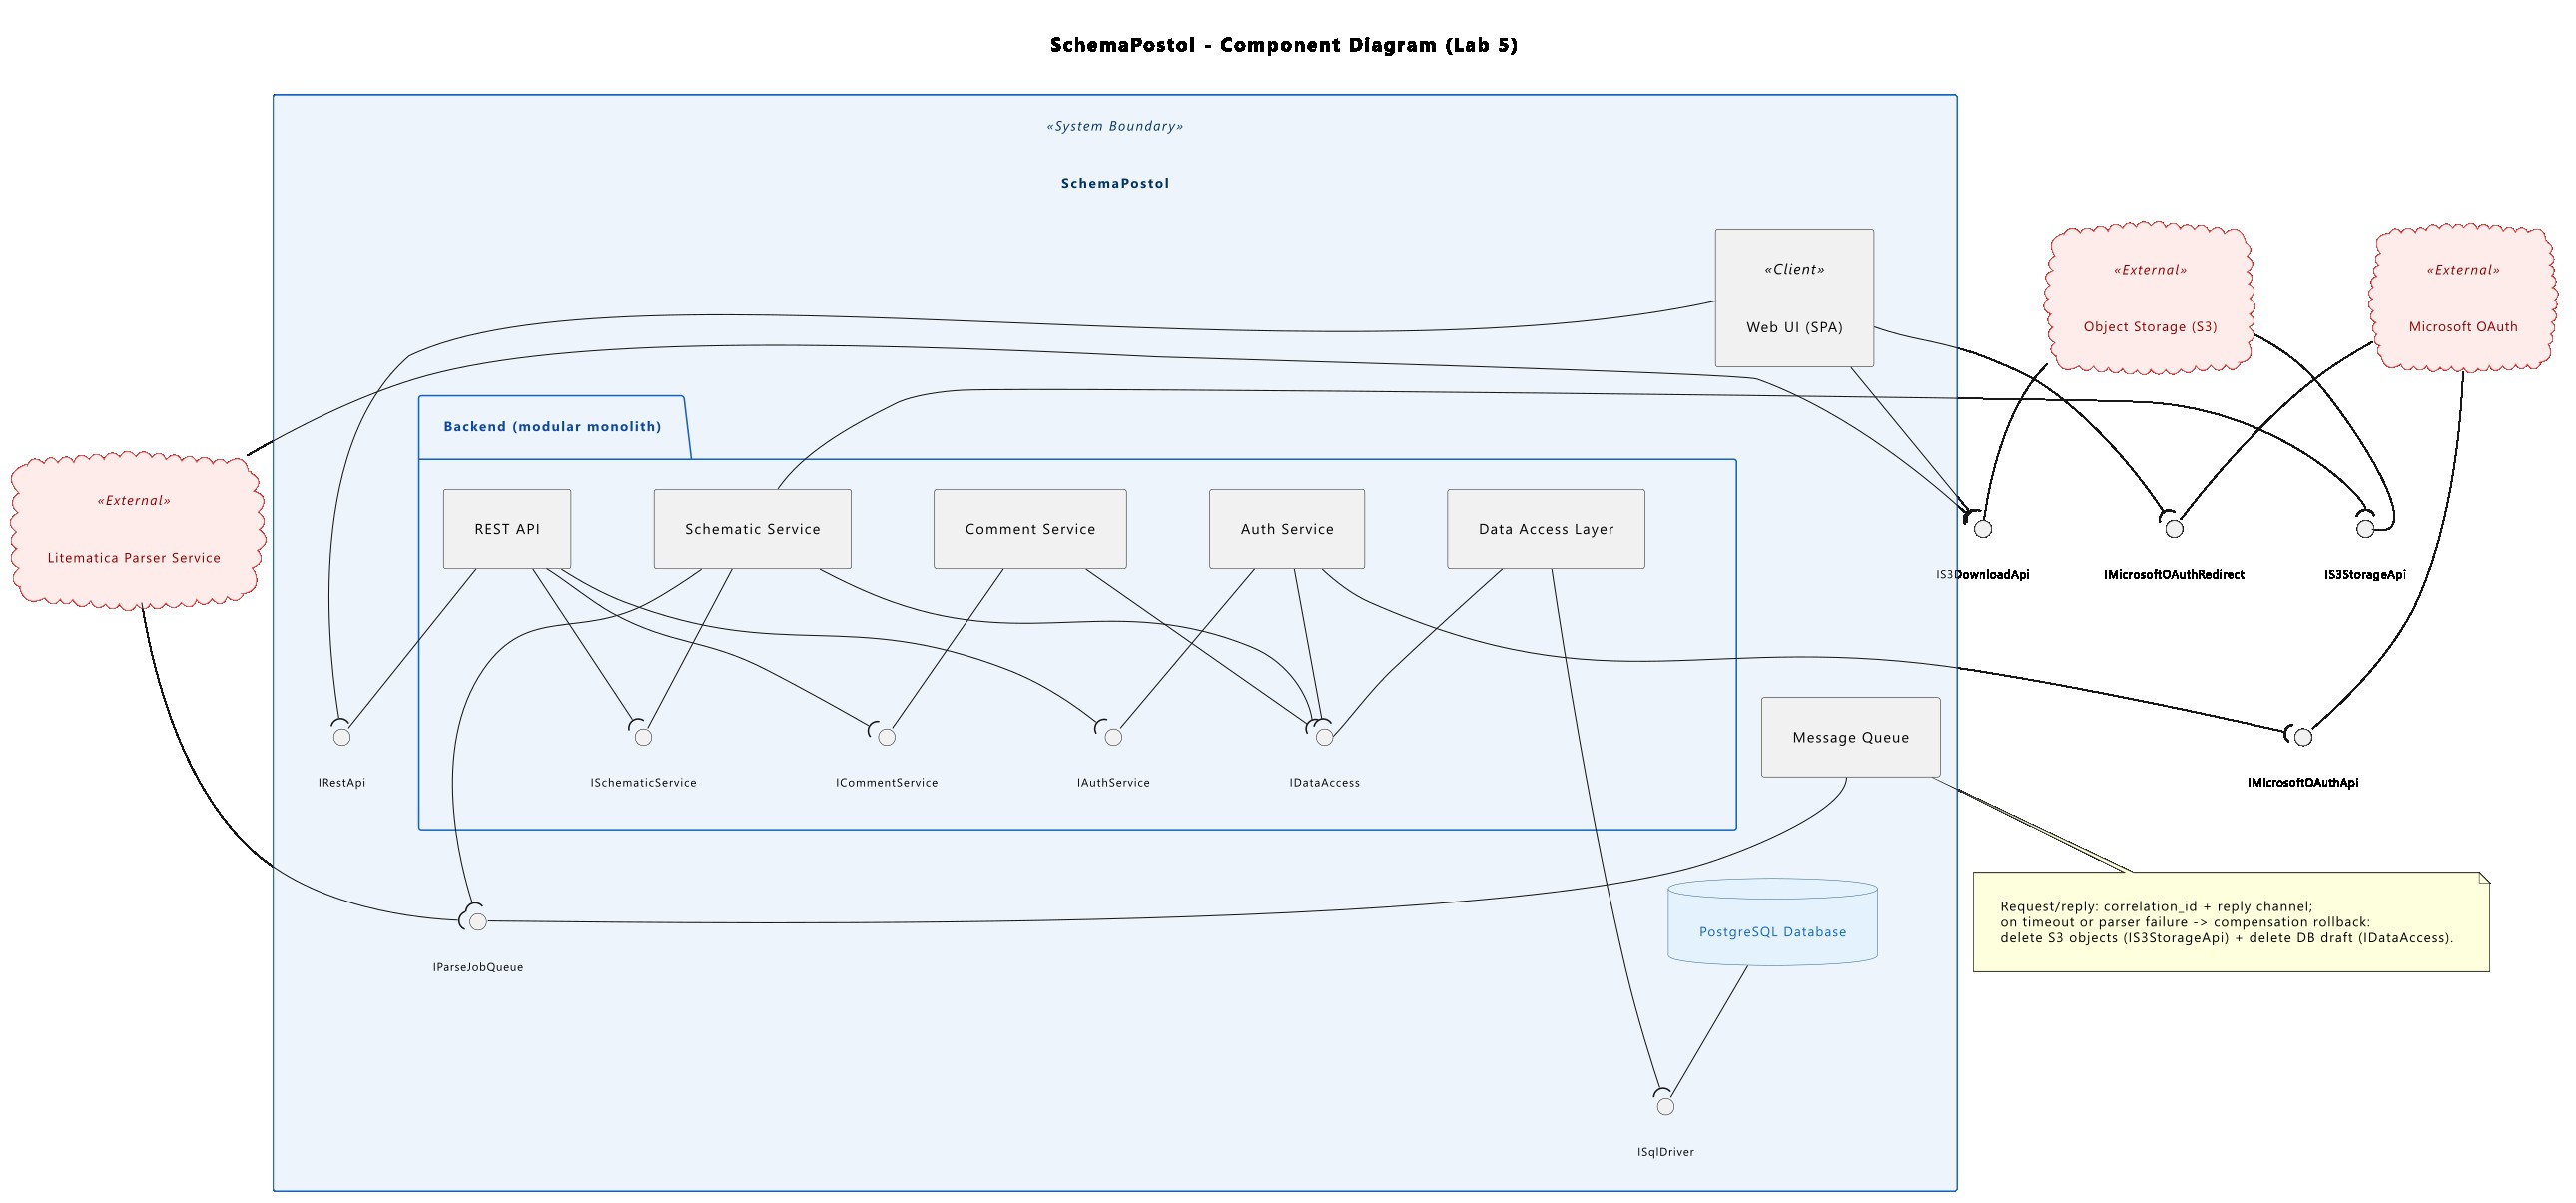 SchemaPostol - Component Diagram (Lab 5)
«System Boundary»
SchemaPostol
«Client»
Web UI (SPA)
«External»
Object Storage (S3)
«External»
Microsoft OAuth
Backend (modular monolith)
«External»
Litematica Parser Service
REST API
Schematic Service
Comment Service
Auth Service
Data Access Layer
IS3DownloadApi
IMicrosoftOAuthRedirect
IS3StorageApi
Message Queue
IRestApi
ISchematicService
ICommentService
IAuthService
IDataAccess
IMicrosoftOAuthApi
Request/reply: correlation_id + reply channel;
on timeout or parser failure -> compensation rollback:
delete S3 objects (IS3StorageApi) + delete DB draft (IDataAccess).
PostgreSQL Database
IParseJobQueue
ISqlDriver